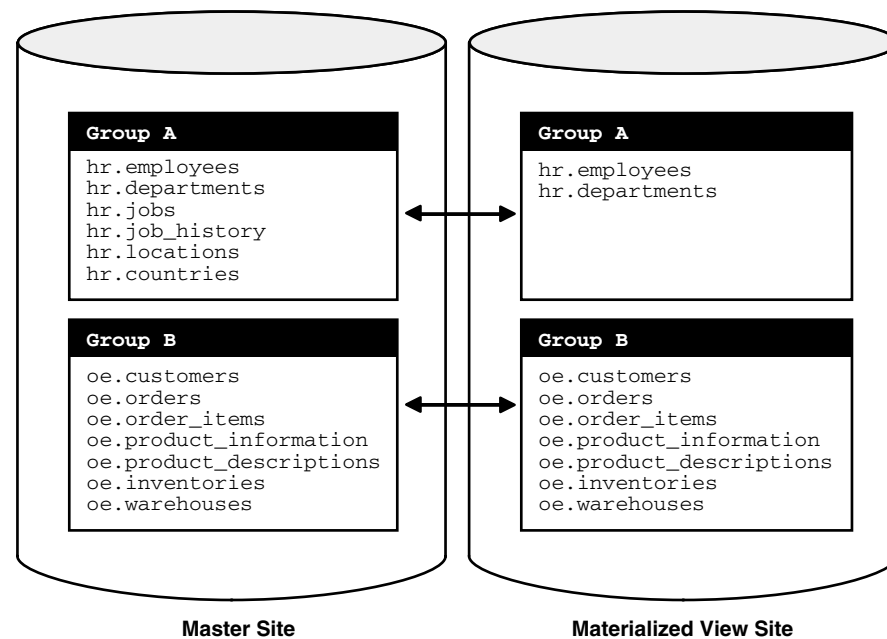 Group A
hr.employees
hr.departments
hr.jobs
hr.job_history
hr.locations
hr.countries
Group B
oe.customers
oe.orders
oe.order_items
oe.product_information
oe.product_descriptions
oe.inventories
oe.warehouses
Master Site
Group A
hr.employees
hr.departments
Group B
oe.customers
oe.orders
oe.order_items
oe.product_information
oe.product_descriptions
oe.inventories
oe.warehouses
Materialized View Site